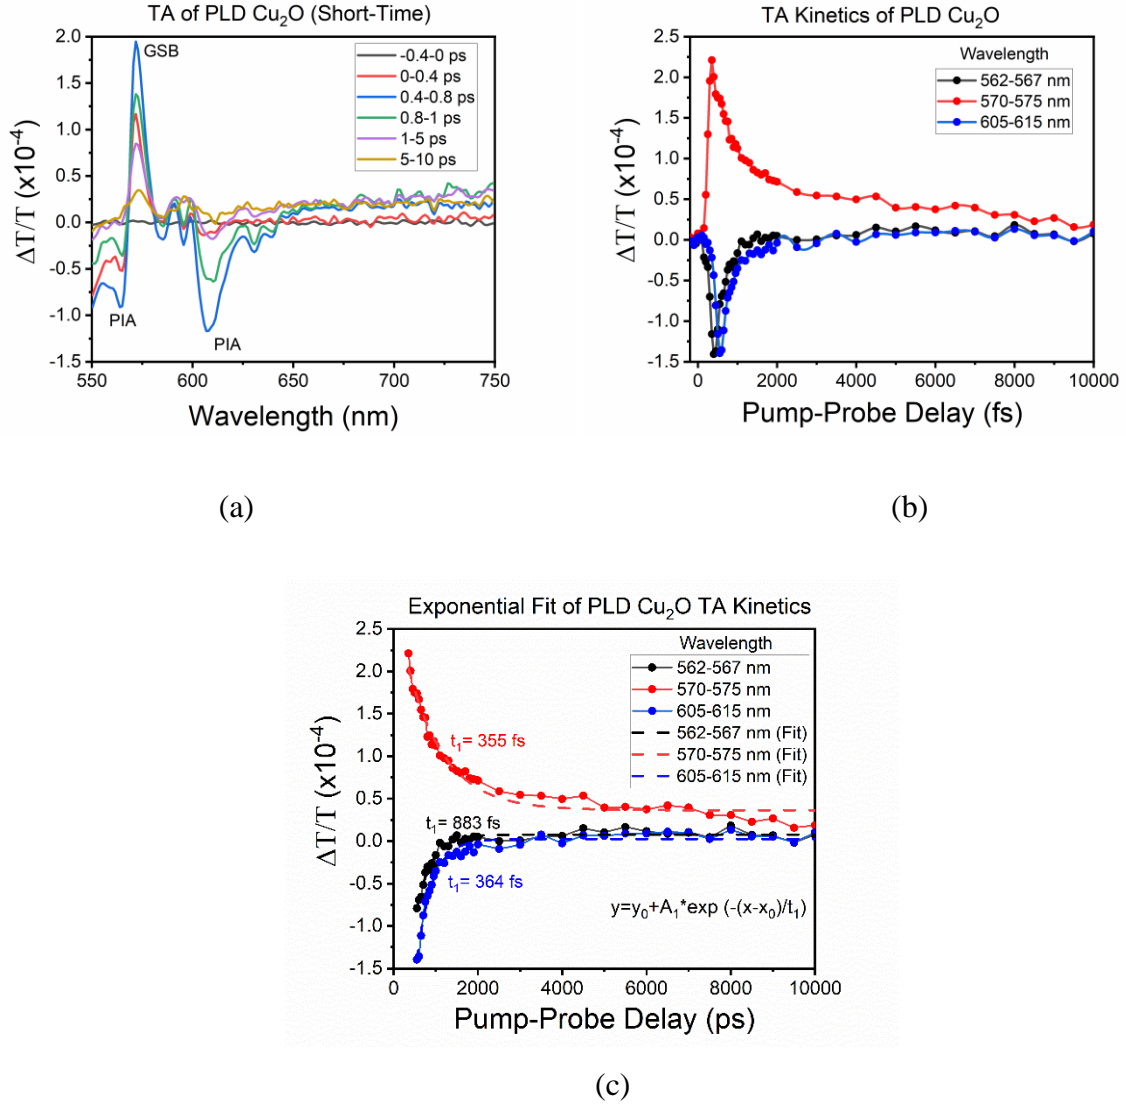 TA of PLD Cu₂O (Short-Time)
2.0
1.5
1.0
0.5
0.0
-0.5
-1.0
-1.5
ΔT/T (x10⁻⁴)
GSB
-0.4-0 ps
0-0.4 ps
0.4-0.8 ps
0.8-1 ps
1-5 ps
5-10 ps
PIA
PIA
550
600
650
700
750
Wavelength (nm)
(a)
TA Kinetics of PLD Cu₂O
2.5
2.0
1.5
1.0
0.5
0.0
-0.5
-1.0
-1.5
ΔT/T (x10⁻⁴)
Wavelength
562-567 nm
570-575 nm
605-615 nm
0
2000
4000
6000
8000
10000
Pump-Probe Delay (fs)
(b)
Exponential Fit of PLD Cu₂O TA Kinetics
2.5
2.0
1.5
1.0
0.5
0.0
-0.5
-1.0
-1.5
ΔT/T (x10⁻⁴)
Wavelength
562-567 nm
570-575 nm
605-615 nm
562-567 nm (Fit)
570-575 nm (Fit)
605-615 nm (Fit)
t₁= 355 fs
t₁= 883 fs
t₁= 364 fs
y=y₀+A₁*exp (-(x-x₀)/t₁)
0
2000
4000
6000
8000
10000
Pump-Probe Delay (ps)
(c)